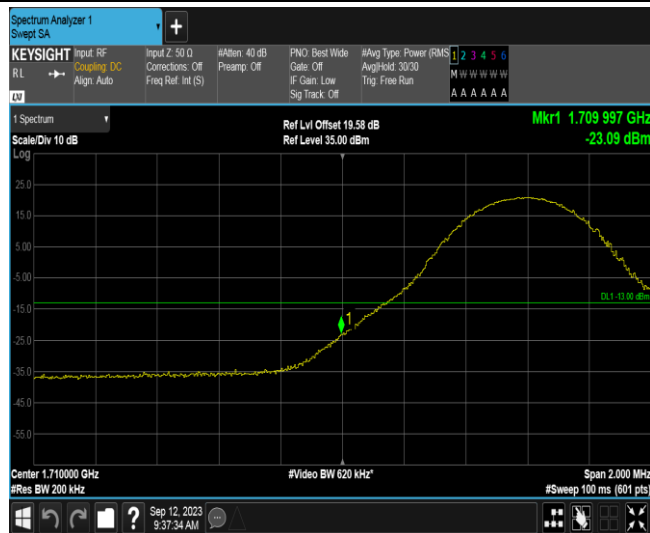 Spectrum Analyzer 1
Swept SA
+
KEYSIGHT
RL
Input: RF
Coupling: DC
Align: Auto
Input Z: 50 Ω
Corrections: Off
Freq Ref: Int (S)
#Atten: 40 dB
Preamp: Off
PNO: Best Wide
Gate: Off
IF Gain: Low
Sig Track: Off
#Avg Type: Power (RMS
Avg|Hold: 30/30
Trig: Free Run
1 2 3 4 5 6
M W W W W W
A A A A A A
LXI
1 Spectrum
Scale/Div 10 dB
Log
Ref Lvl Offset 19.58 dB
Ref Level 35.00 dBm
Mkr1 1.709 997 GHz
-23.09 dBm
25.0
15.0
5.00
-5.00
DL1 -13.00 dBm
-15.0
1
-25.0
-35.0
-45.0
-55.0
Center 1.710000 GHz
#Video BW 620 kHz*
Span 2.000 MHz
#Res BW 200 kHz
#Sweep 100 ms (601 pts)
?
Sep 12, 2023
9:37:34 AM